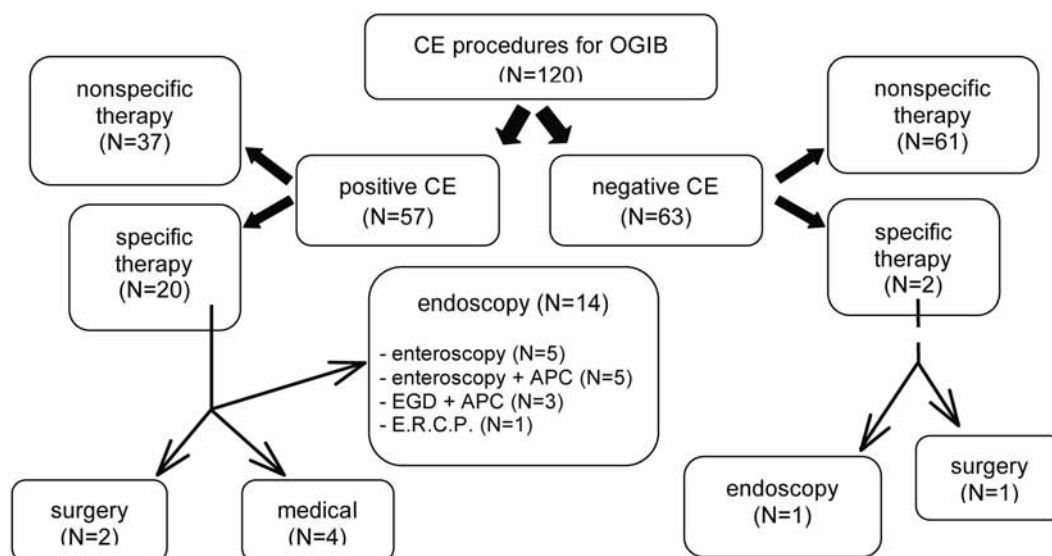 CE procedures for OGIB
(N=120)
nonspecific
therapy
(N=37)
nonspecific
therapy
(N=61)
positive CE
(N=57)
negative CE
(N=63)
specific
therapy
(N=20)
specific
therapy
(N=2)
endoscopy (N=14)
- enteroscopy (N=5)
- enteroscopy + APC (N=5)
- EGD + APC (N=3)
- E.R.C.P. (N=1)
surgery
(N=2)
medical
(N=4)
endoscopy
(N=1)
surgery
(N=1)